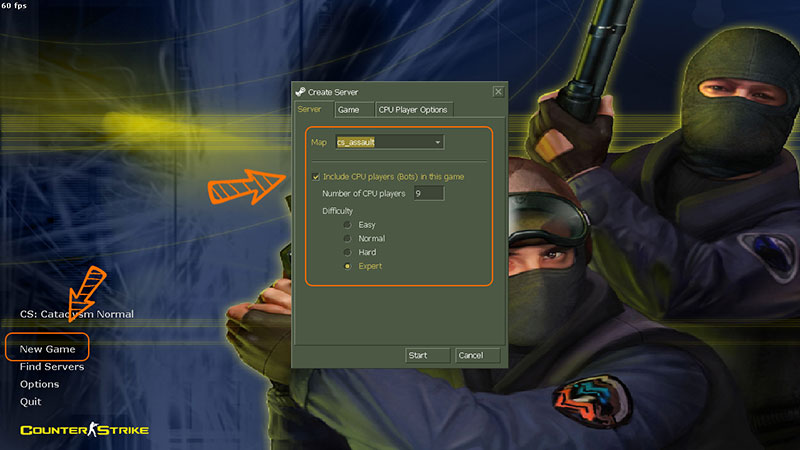 60 fps
Create Server
Server Game CPU Player Options
Map cs_assault
Include CPU players (Bots) in this game
Number of CPU players 9
Difficulty
Easy
Normal
Hard
Expert
Start Cancel
CS: Cataclysm Normal
New Game
Find Servers
Options
Quit
COUNTER STRIKE